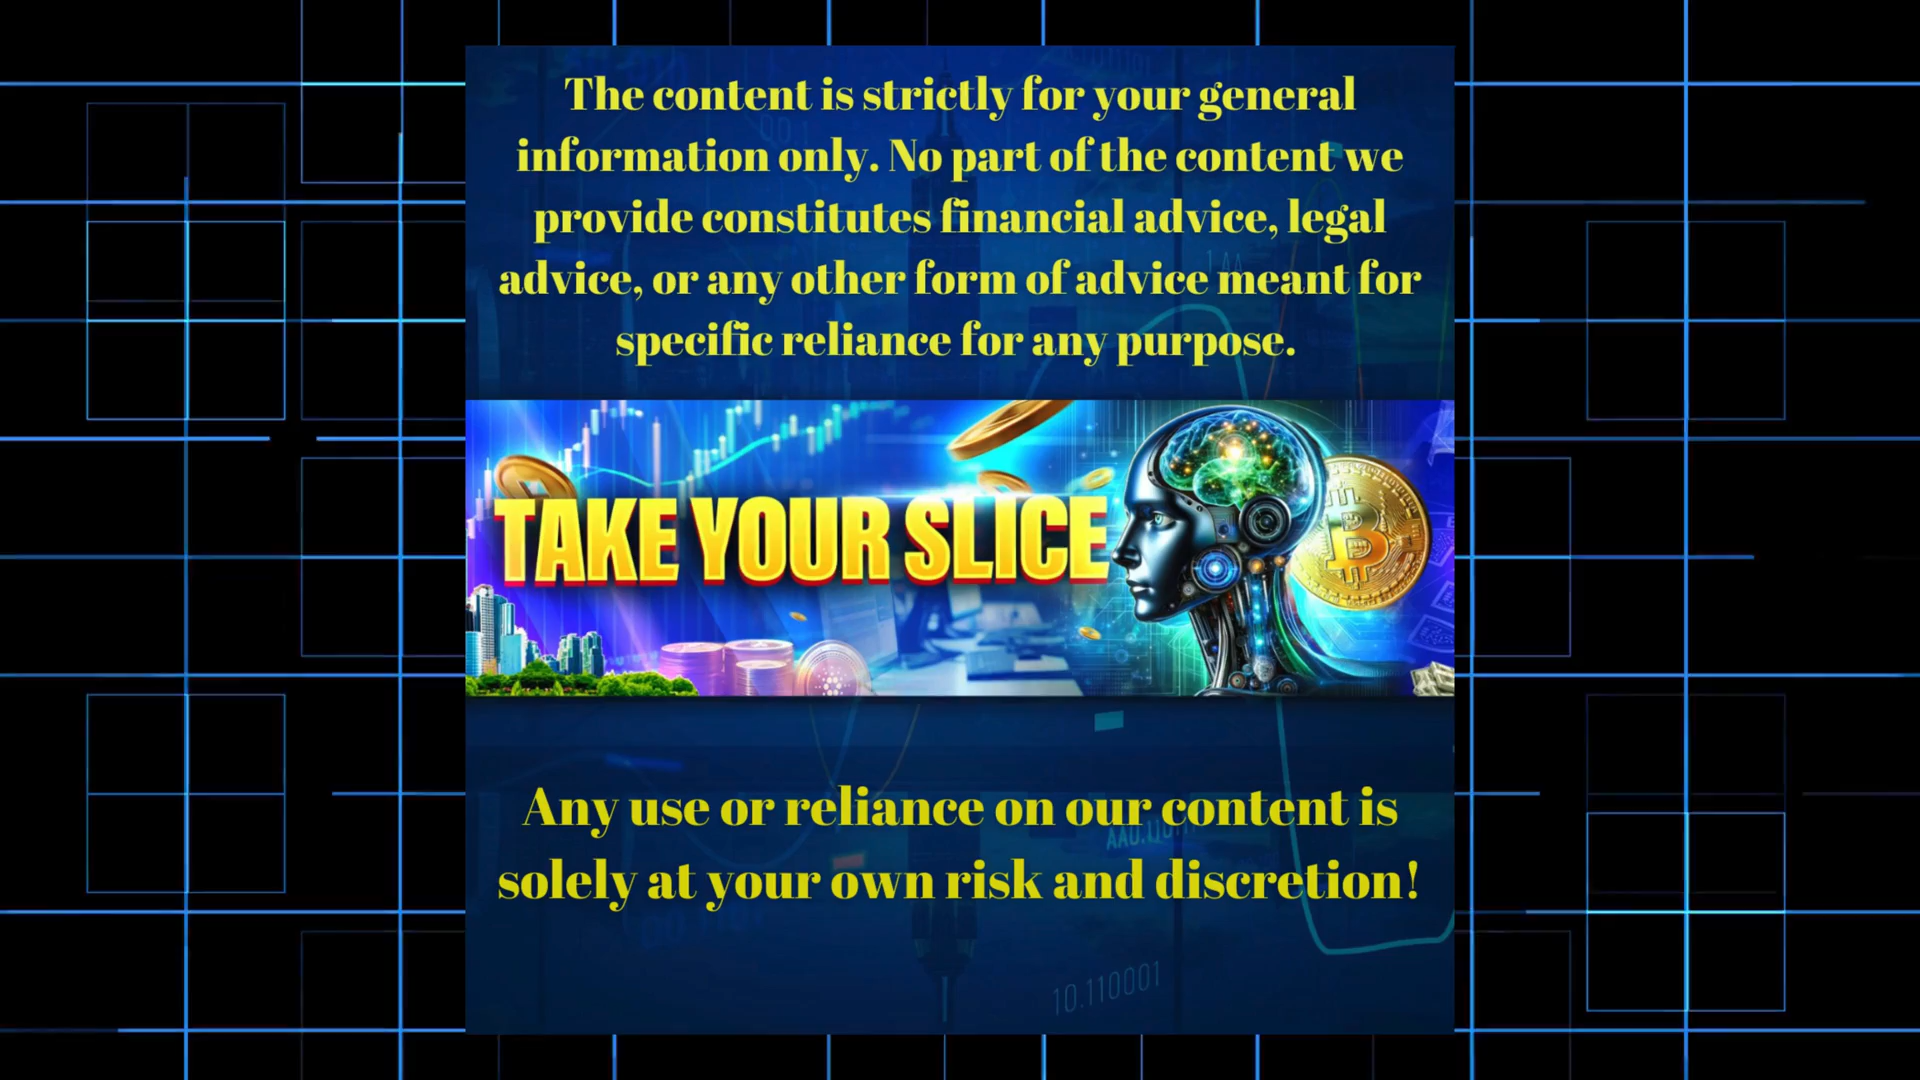 The content is strictly for your general
information only. No part of the content we
provide constitutes financial advice, legal
advice, or any other form of advice meant for
specific reliance for any purpose.
TAKE YOUR SLICE
Any use or reliance on our content is
solely at your own risk and discretion!
10.110001